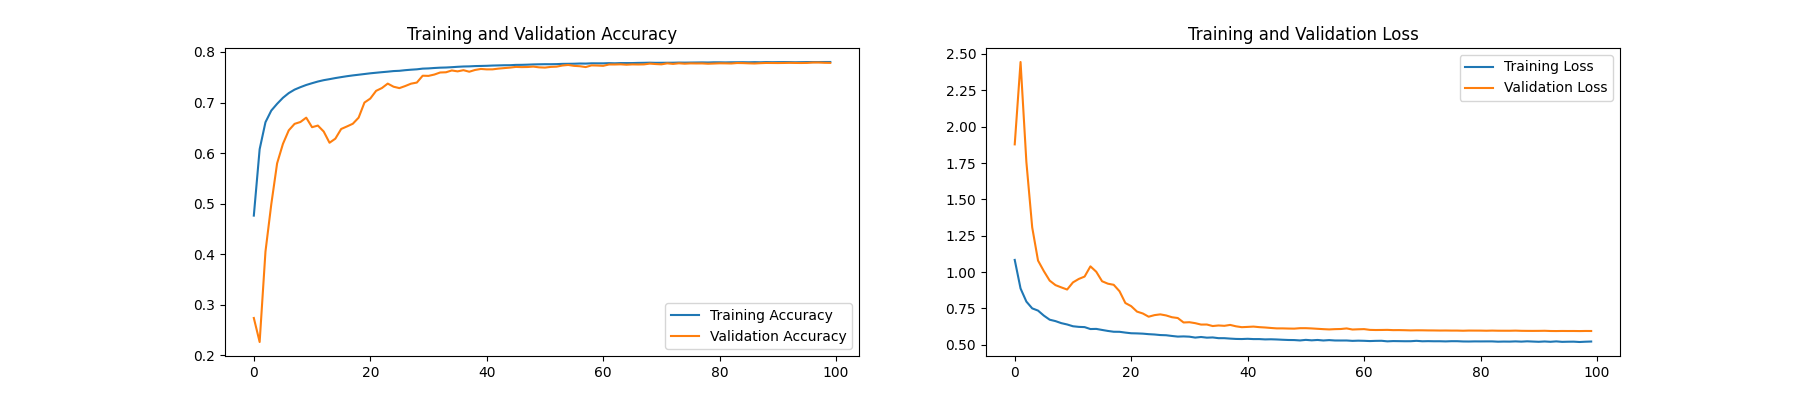 Training and Validation Accuracy
0.8
0.7
0.6
0.5
0.4
0.3
0.2
0 20 40 60 80 100
Training Accuracy
Validation Accuracy
Training and Validation Loss
2.50
2.25
2.00
1.75
1.50
1.25
1.00
0.75
0.50
0 20 40 60 80 100
Training Loss
Validation Loss